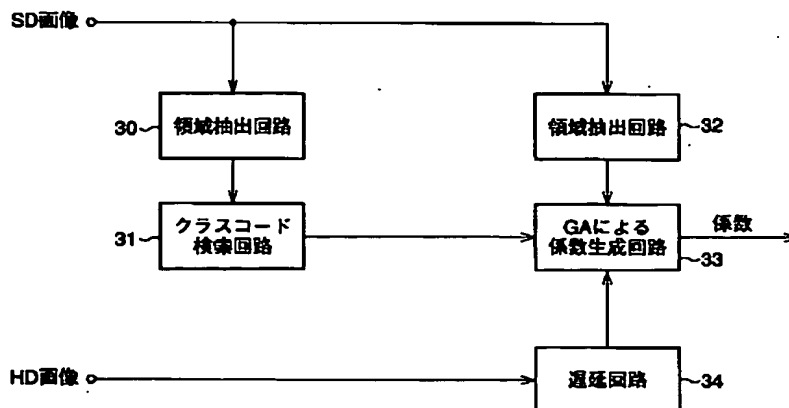 SD画像
30
領域抽出回路
領域抽出回路
32
31
クラスコード
検索回路
GAによる
係数生成回路
係数
33
HD画像
遅延回路
34